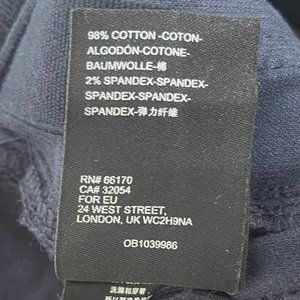 98% COTTON -COTON-
ALGODÓN-COTONE-
BAUMWOLLE-棉
2% SPANDEX-SPANDEX-
SPANDEX-SPANDEX-
SPANDEX-弹力纤维
RN# 66170
CA# 32054
FOR EU
24 WEST STREET,
LONDON, UK WC2H9NA
OB1039986